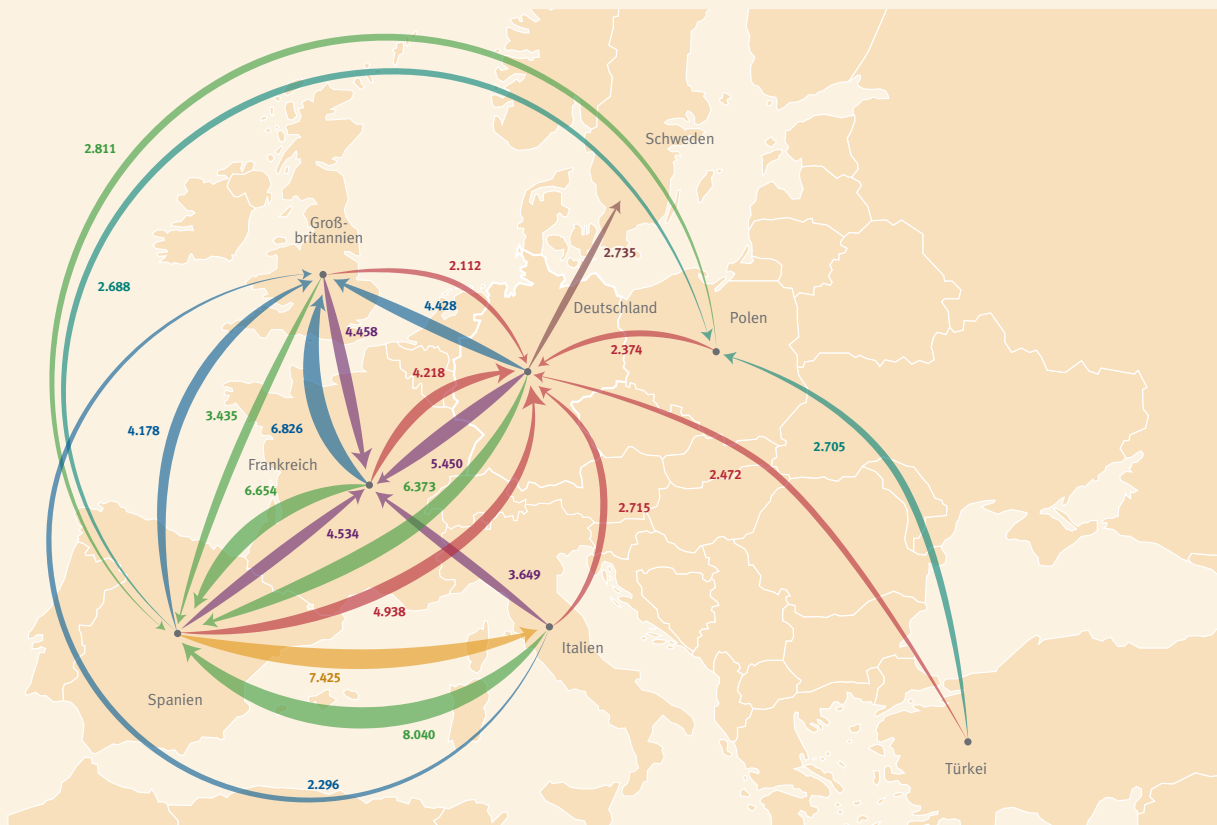 Schweden
2.811
Groß-
britannien
2.735
2.112
2.688
4.428
Deutschland
Polen
4.458
2.374
4.218
3.435
4.178
6.826
2.705
Frankreich
5.450
2.472
6.654
6.373
2.715
4.534
3.649
4.938
Italien
7.425
Spanien
8.040
Türkei
2.296